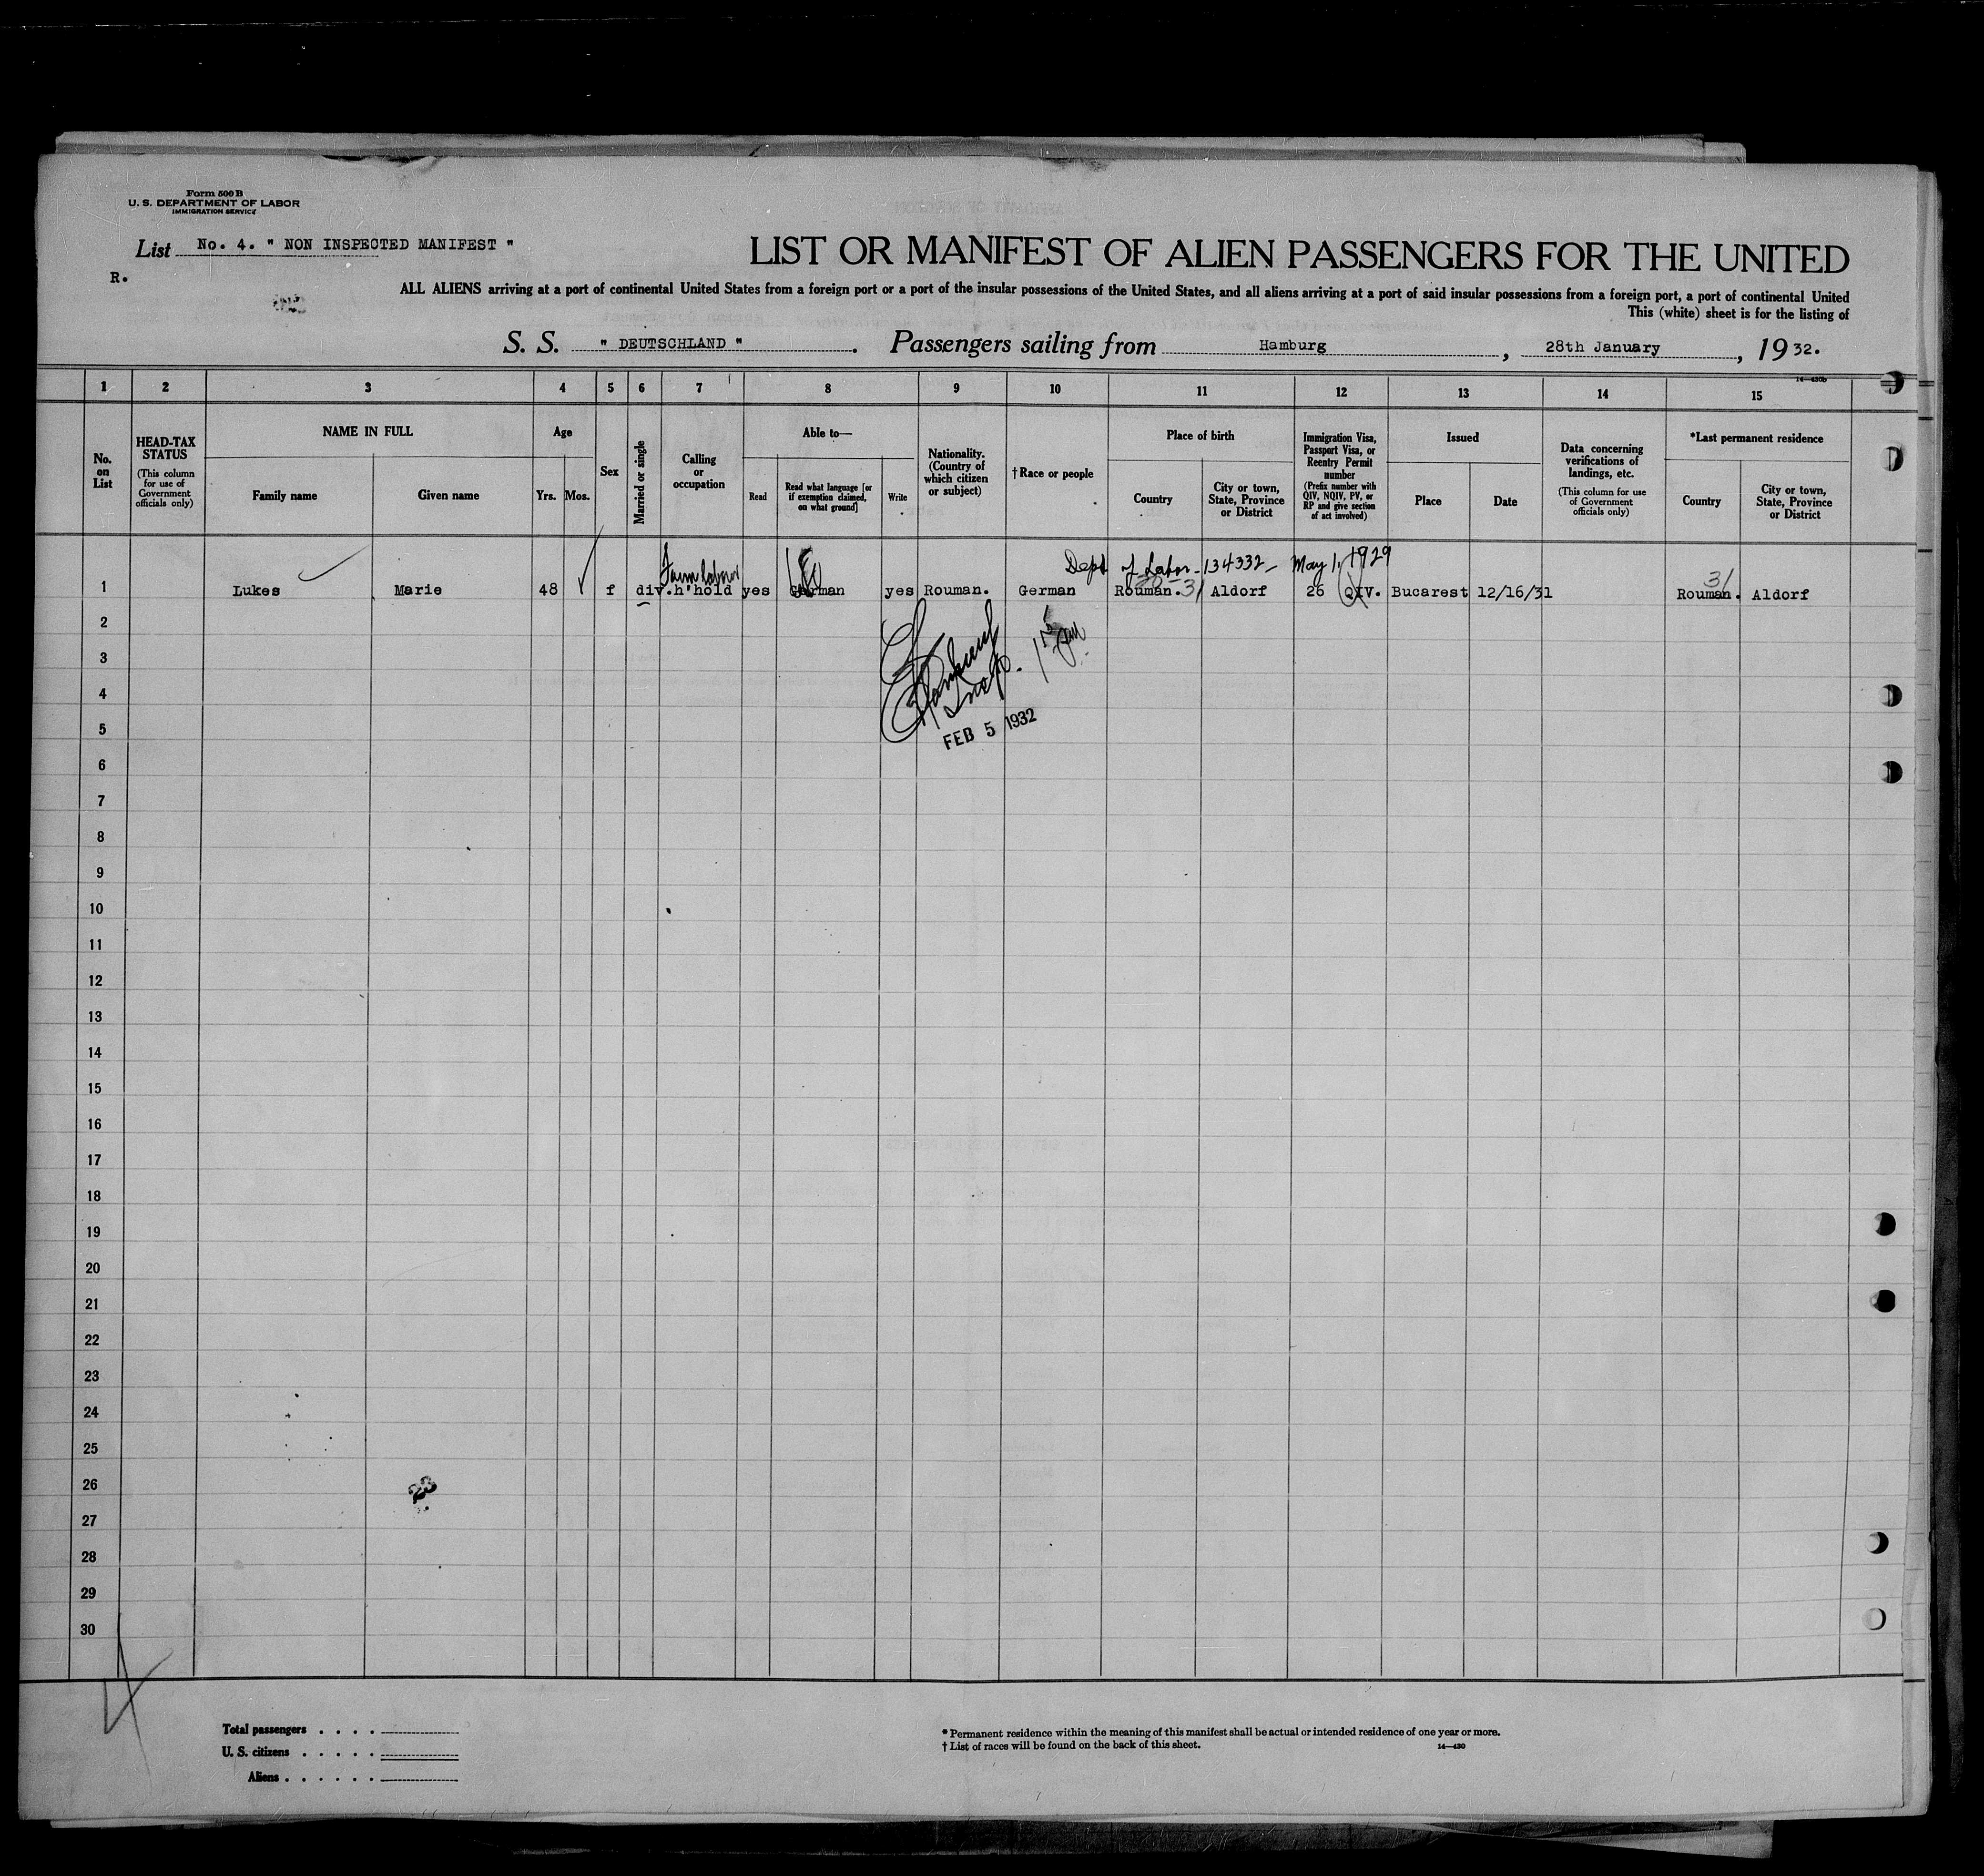 Form 500 B
U. S. DEPARTMENT OF LABOR
IMMIGRATION SERVICE
List No. 4. " NON INSPECTED MANIFEST "
R.
LIST OR MANIFEST OF ALIEN PASSENGERS FOR THE UNITED
ALL ALIENS arriving at a port of continental United States from a foreign port or a port of the insular possessions of the United States, and all aliens arriving at a port of said insular possessions from a foreign port, a port of continental United
This (white) sheet is for the listing of
S. S. " DEUTSCHLAND " . Passengers sailing from Hamburg , 28th January , 19 32.
14—430b
1 2 3 4 5 6 7 8 9 10 11 12 13 14 15
No. on List
HEAD-TAX STATUS (This column for use of Government officials only)
NAME IN FULL
Family name
Given name
Age
Yrs.
Mos.
Sex
Married or single
Calling or occupation
Able to—
Read
Read what language [or if exemption claimed, on what ground]
Write
Nationality. (Country of which citizen or subject)
† Race or people
Place of birth
Country
City or town, State, Province or District
Immigration Visa, Passport Visa, or Reentry Permit number (Prefix number with QIV, NQIV, PV, or RP and give section of act involved)
Issued
Place
Date
Data concerning verifications of landings, etc. (This column for use of Government officials only)
*Last permanent residence
Country
City or town, State, Province or District
Farm laborer Dept of Labor - 134332 - May 1, 1929
1 Lukes Marie 48 f div. h'hold yes German yes Rouman. German Rouman. 31 Aldorf 26 QIV. Bucarest 12/16/31 31 Rouman. Aldorf
2
3
Insp.
4
FEB 5 1932
5
6
7
8
9
10
11
12
13
14
15
16
17
18
19
20
21
22
23
24
25
26
27
28
29
30
Total passengers . . . .
U. S. citizens . . . . .
Aliens . . . . . .
* Permanent residence within the meaning of this manifest shall be actual or intended residence of one year or more.
† List of races will be found on the back of this sheet.
14—430